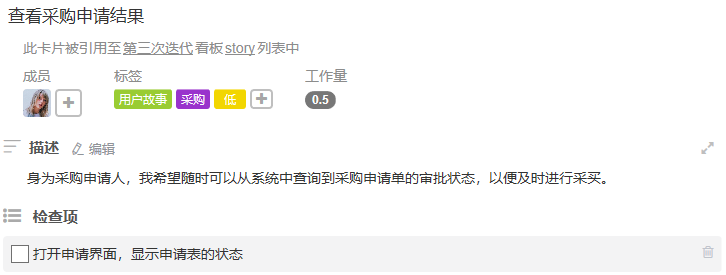 查看采购申请结果
此卡片被引用至第三次迭代看板story列表中
成员 标签 工作量
用户故事 采购 低 0.5
描述 编辑
身为采购申请人，我希望随时可以从系统中查询到采购申请单的审批状态，以便及时进行采买。
检查项
打开申请界面，显示申请表的状态